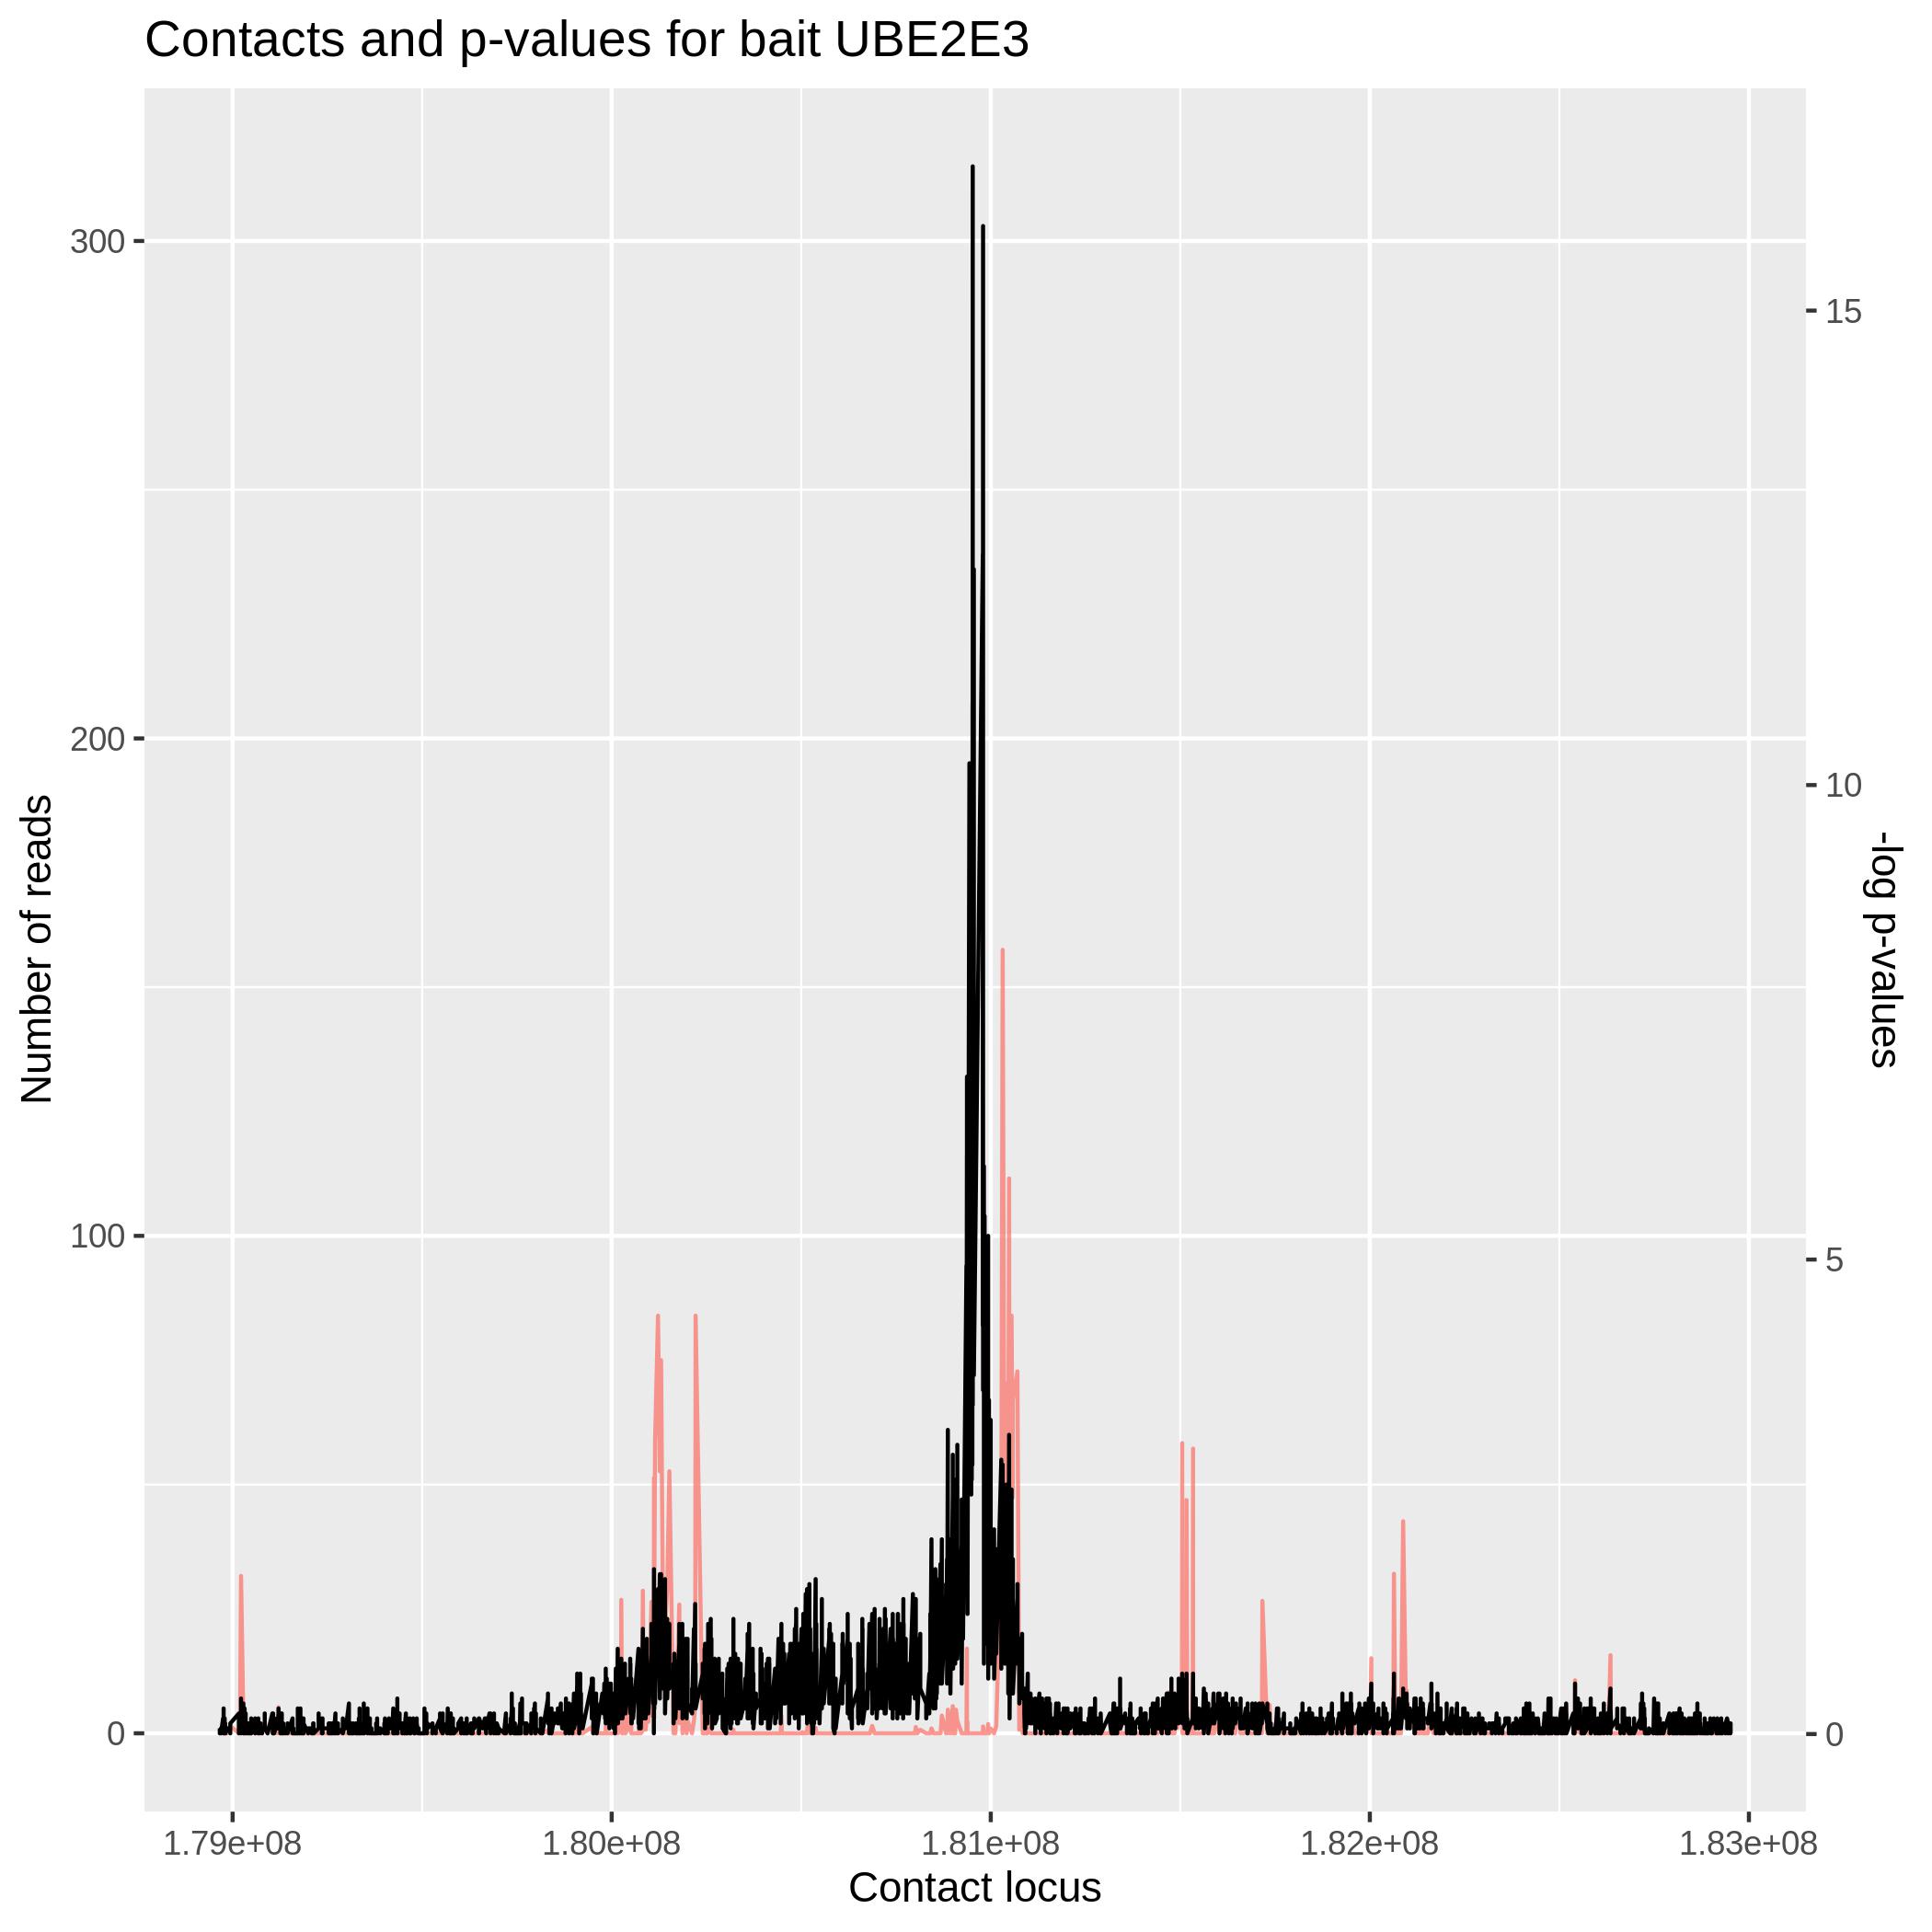 Contacts and p-values for bait UBE2E3
300
200
100
0
Number of reads
15
10
5
0
-log p-values
1.79e+08
1.80e+08
1.81e+08
1.82e+08
1.83e+08
Contact locus